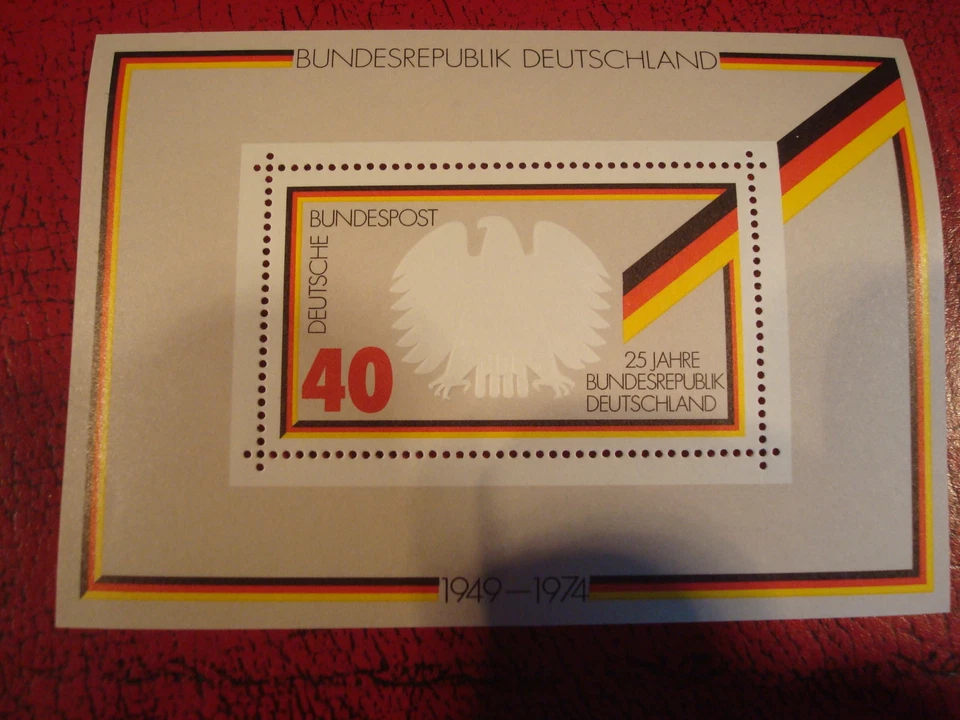 BUNDESREPUBLIK DEUTSCHLAND
DEUTSCHE
BUNDESPOST
40
25 JAHRE
BUNDESREPUBLIK
DEUTSCHLAND
1949—1974